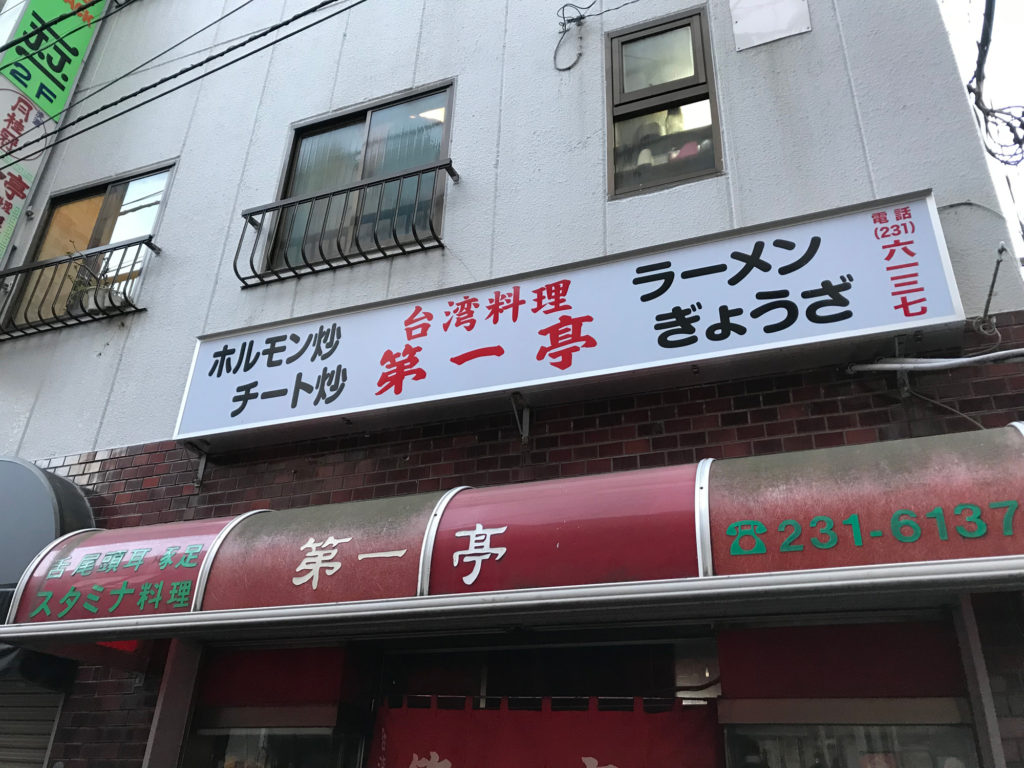 ホルモン炒
チート炒
台湾料理
第一亭
ラーメン
ぎょうざ
電話
(231)
六一三七
舌・尾頭耳 豚足
スタミナ料理
第一亭
☎231-6137